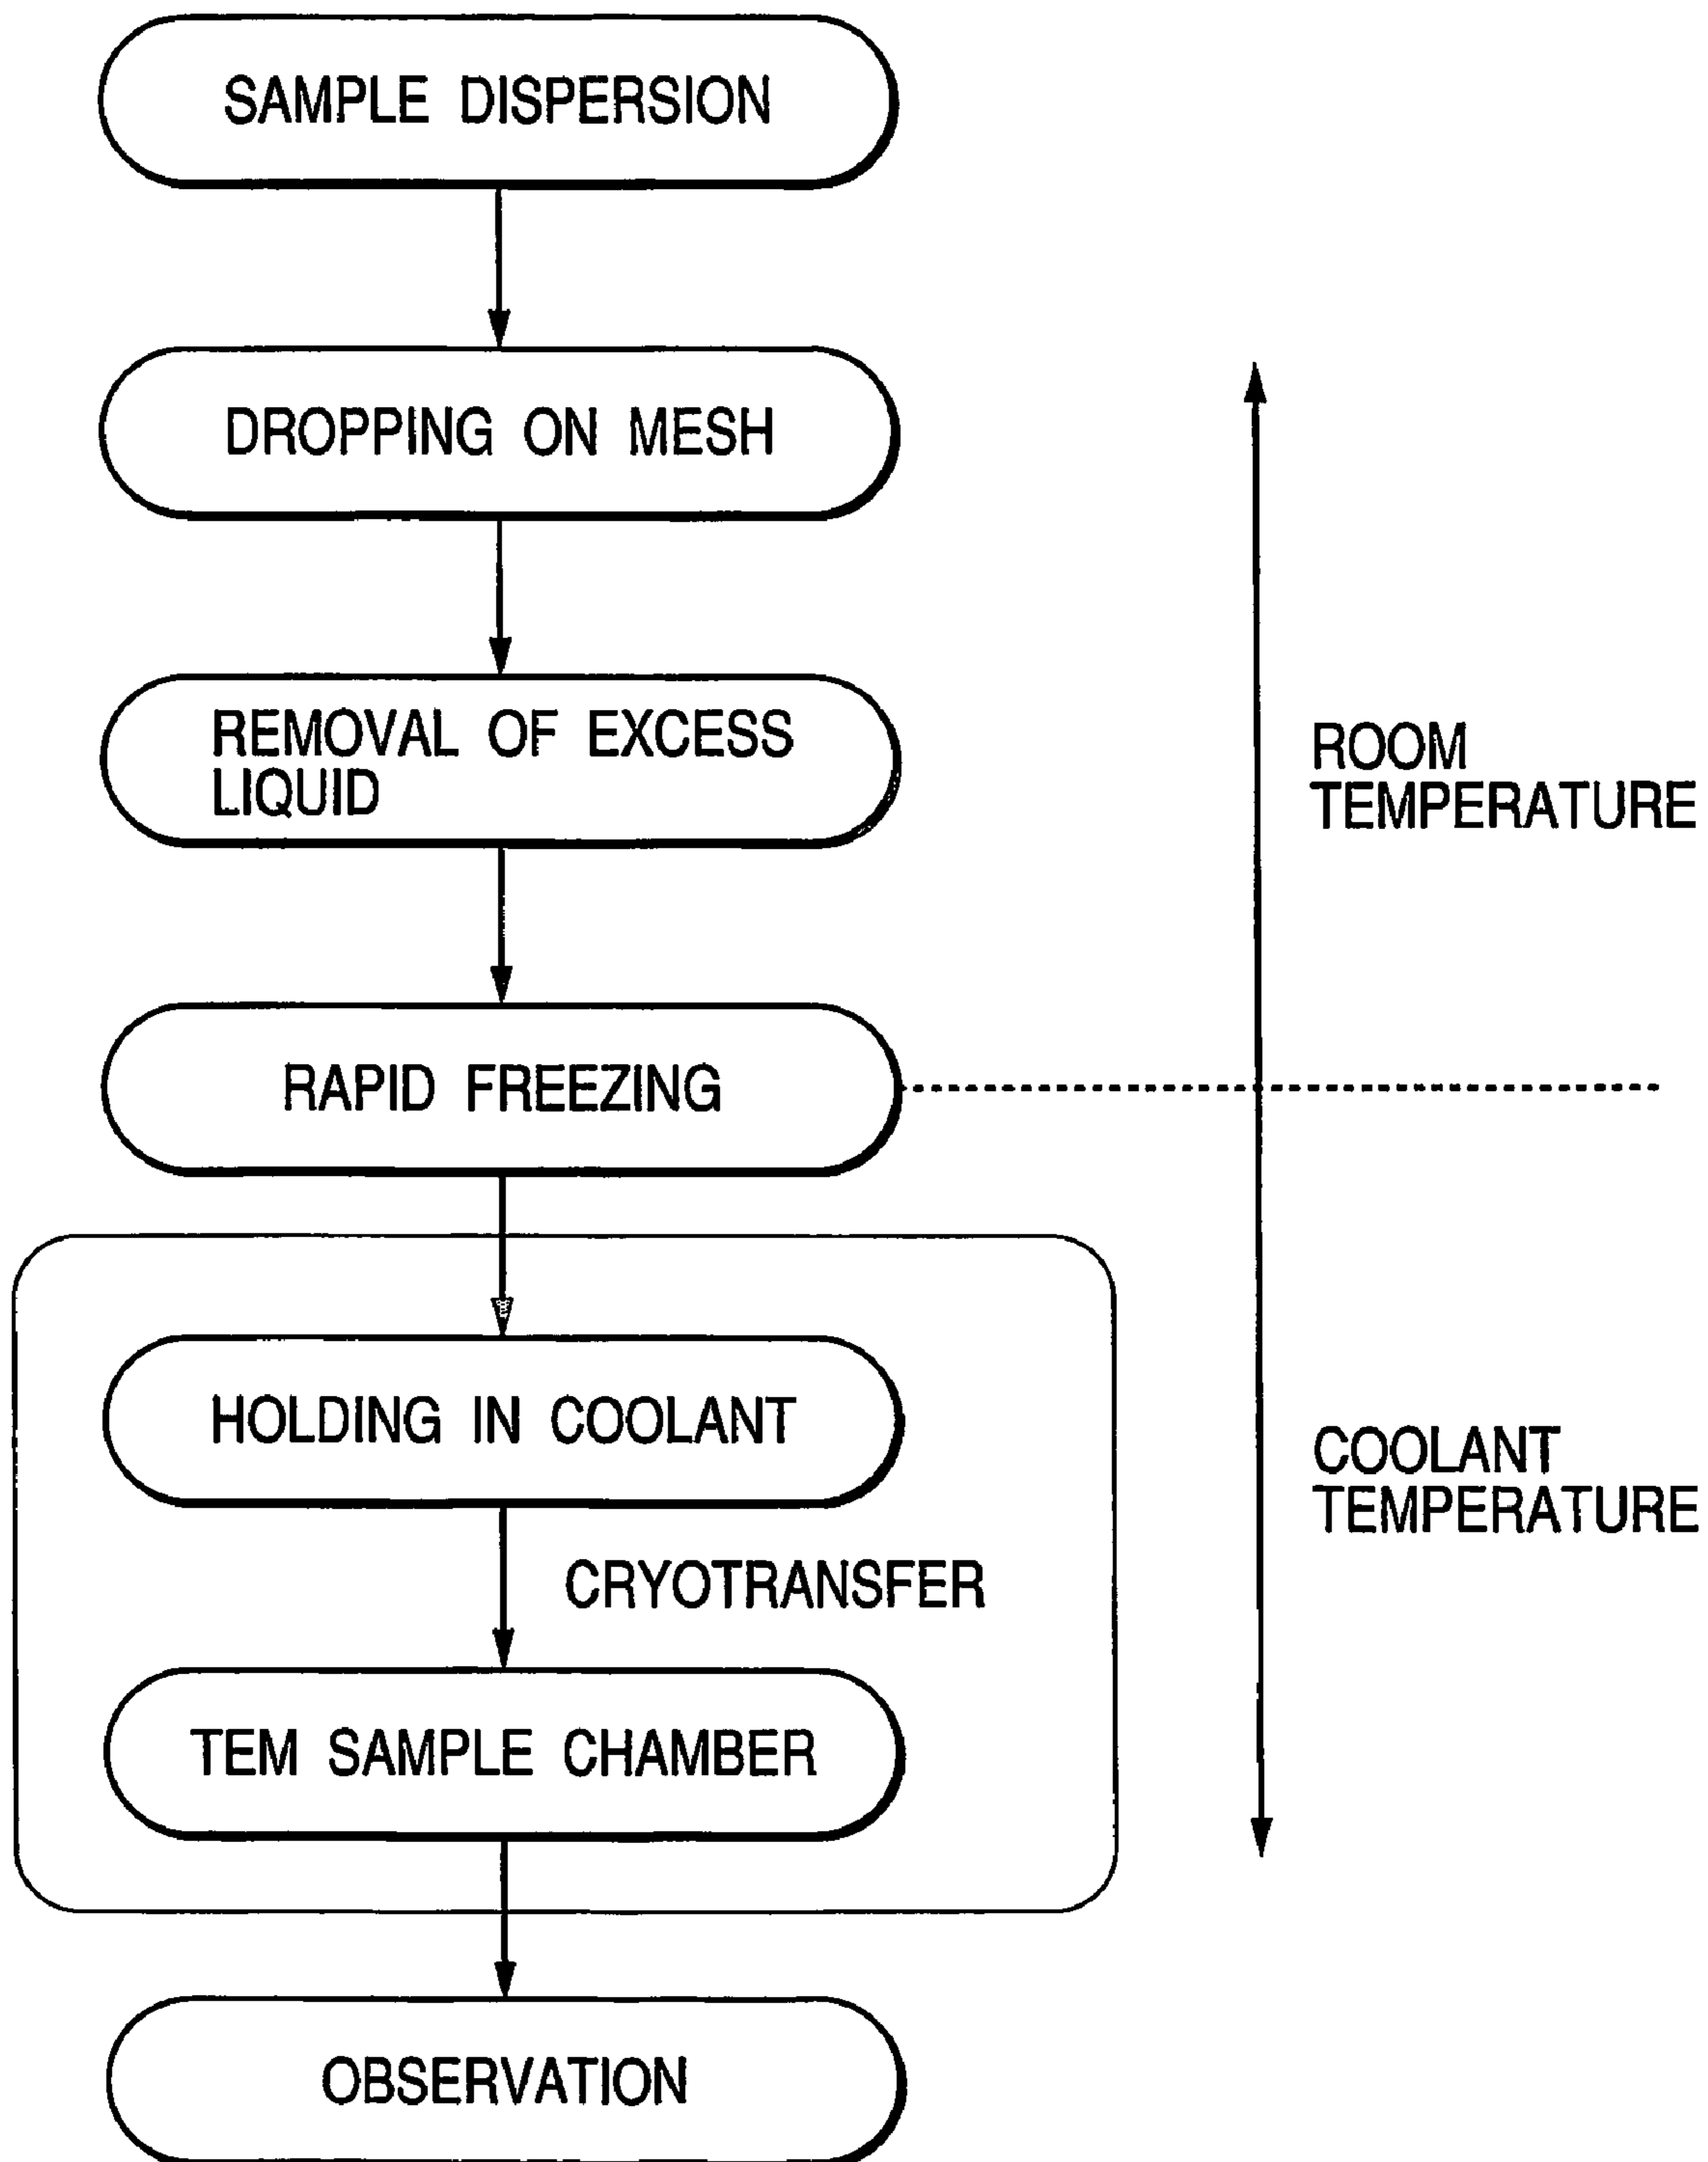 SAMPLE DISPERSION
DROPPING ON MESH
REMOVAL OF EXCESS
LIQUID
ROOM
TEMPERATURE
RAPID FREEZING
HOLDING IN COOLANT
COOLANT
TEMPERATURE
CRYOTRANSFER
TEM SAMPLE CHAMBER
OBSERVATION